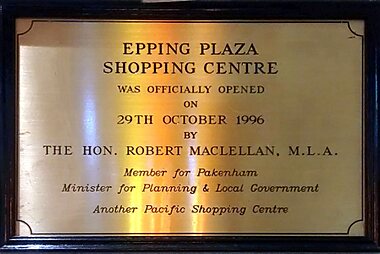 EPPING PLAZA
SHOPPING CENTRE
WAS OFFICIALLY OPENED
ON
29TH OCTOBER 1996
BY
THE HON. ROBERT MACLELLAN, M.L.A.
Member for Pakenham
Minister for Planning & Local Government
Another Pacific Shopping Centre